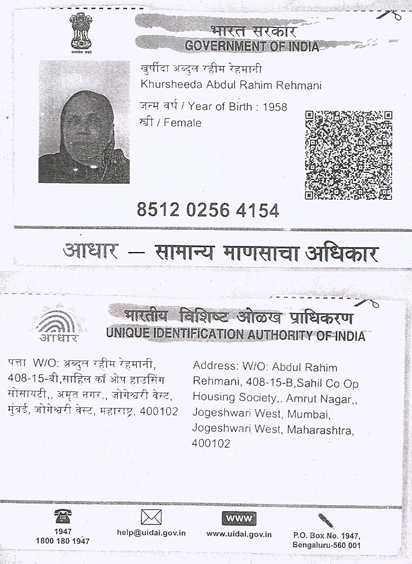 भारत सरकार
GOVERNMENT OF INDIA
खुर्षीदा अब्दुल रहीम रेहमानी
Khursheeda Abdul Rahim Rehmani
जन्म वर्ष / Year of Birth : 1958
स्त्री / Female
8512 0256 4154
आधार – सामान्य माणसाचा अधिकार
भारतीय विशिष्ट ओळख प्राधिकरण
आधार
UNIQUE IDENTIFICATION AUTHORITY OF INDIA
पत्ता W/O: अब्दुल रहीम रेहमानी,
408-15-बी,साहिल कॉ ओप हाउसिंग
सोसायटी,, अमृत नगर,, जोगेश्वरी वेस्ट,
मुंबई, जोगेश्वरी वेस्ट, महाराष्ट्र, 400102
Address: W/O: Abdul Rahim
Rehmani, 408-15-B,Sahil Co Op
Housing Society,, Amrut Nagar,,
Jogeshwari West, Mumbai,
Jogeshwari West, Maharashtra,
400102
1947
1800 180 1947
help@uidai.gov.in
WWW
www.uidai.gov.in
P.O. Box No. 1947,
Bengaluru-560 001